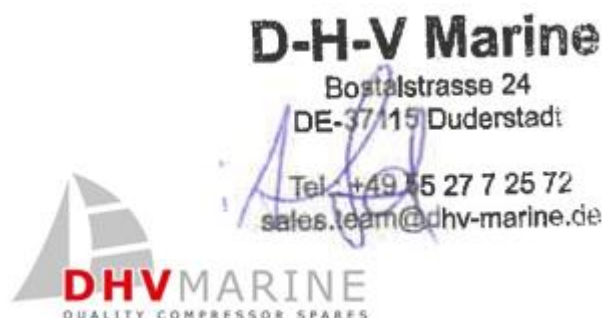 D-H-V Marine
Bostalstrasse 24
DE-37115 Duderstadt
Tel.: +49 55 27 7 25 72
sales.team@dhv-marine.de
DHVMARINE
QUALITY COMPRESSOR SPARES